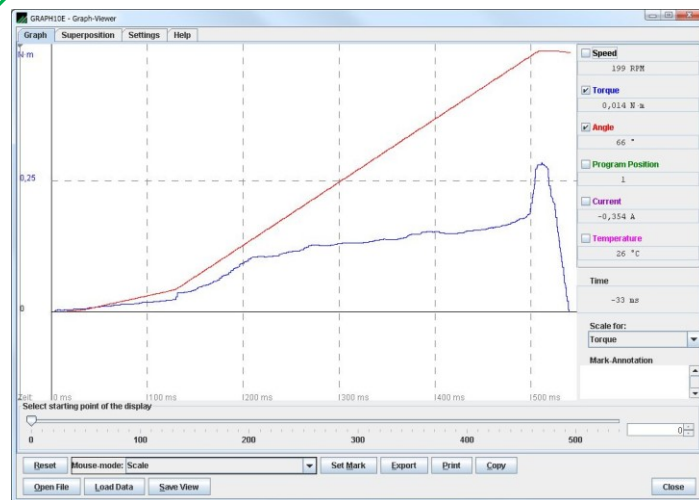 GRAPH10E - Graph-Viewer
Graph Superposition Settings Help
N·m
0,25
0
Zeit: 0 ms 100 ms 200 ms 300 ms 400 ms 500 ms
Speed
199 RPM
Torque
0,014 N·m
Angle
66 °
Program Position
1
Current
-0,354 A
Temperature
26 °C
Time
-33 ms
Scale for:
Torque
Mark-Annotation
Select starting point of the display
0 100 200 300 400 500
0
Reset Mouse-mode: Scale Set Mark Export Print Copy
Open File Load Data Save View Close